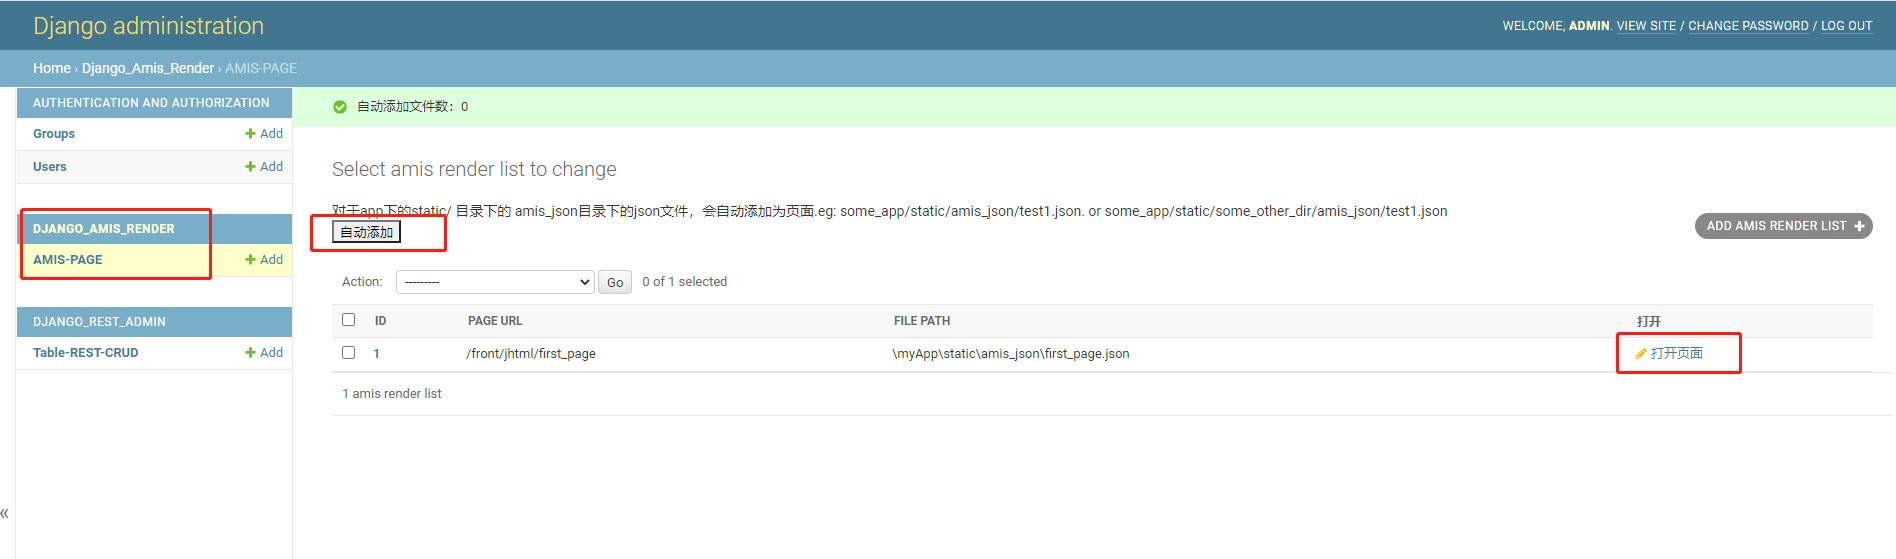 Django administration
WELCOME, ADMIN. VIEW SITE / CHANGE PASSWORD / LOG OUT
Home › Django_Amis_Render › AMIS-PAGE
AUTHENTICATION AND AUTHORIZATION
Groups
Add
Users
Add
DJANGO_AMIS_RENDER
AMIS-PAGE
Add
DJANGO_REST_ADMIN
Table-REST-CRUD
Add
«
自动添加文件数：0
Select amis render list to change
对于app下的static/ 目录下的 amis_json目录下的json文件，会自动添加为页面.eg: some_app/static/amis_json/test1.json. or some_app/static/some_other_dir/amis_json/test1.json
自动添加
ADD AMIS RENDER LIST
Action: --------- Go 0 of 1 selected
ID PAGE URL FILE PATH 打开
1 /front/jhtml/first_page \myApp\static\amis_json\first_page.json 打开页面
1 amis render list